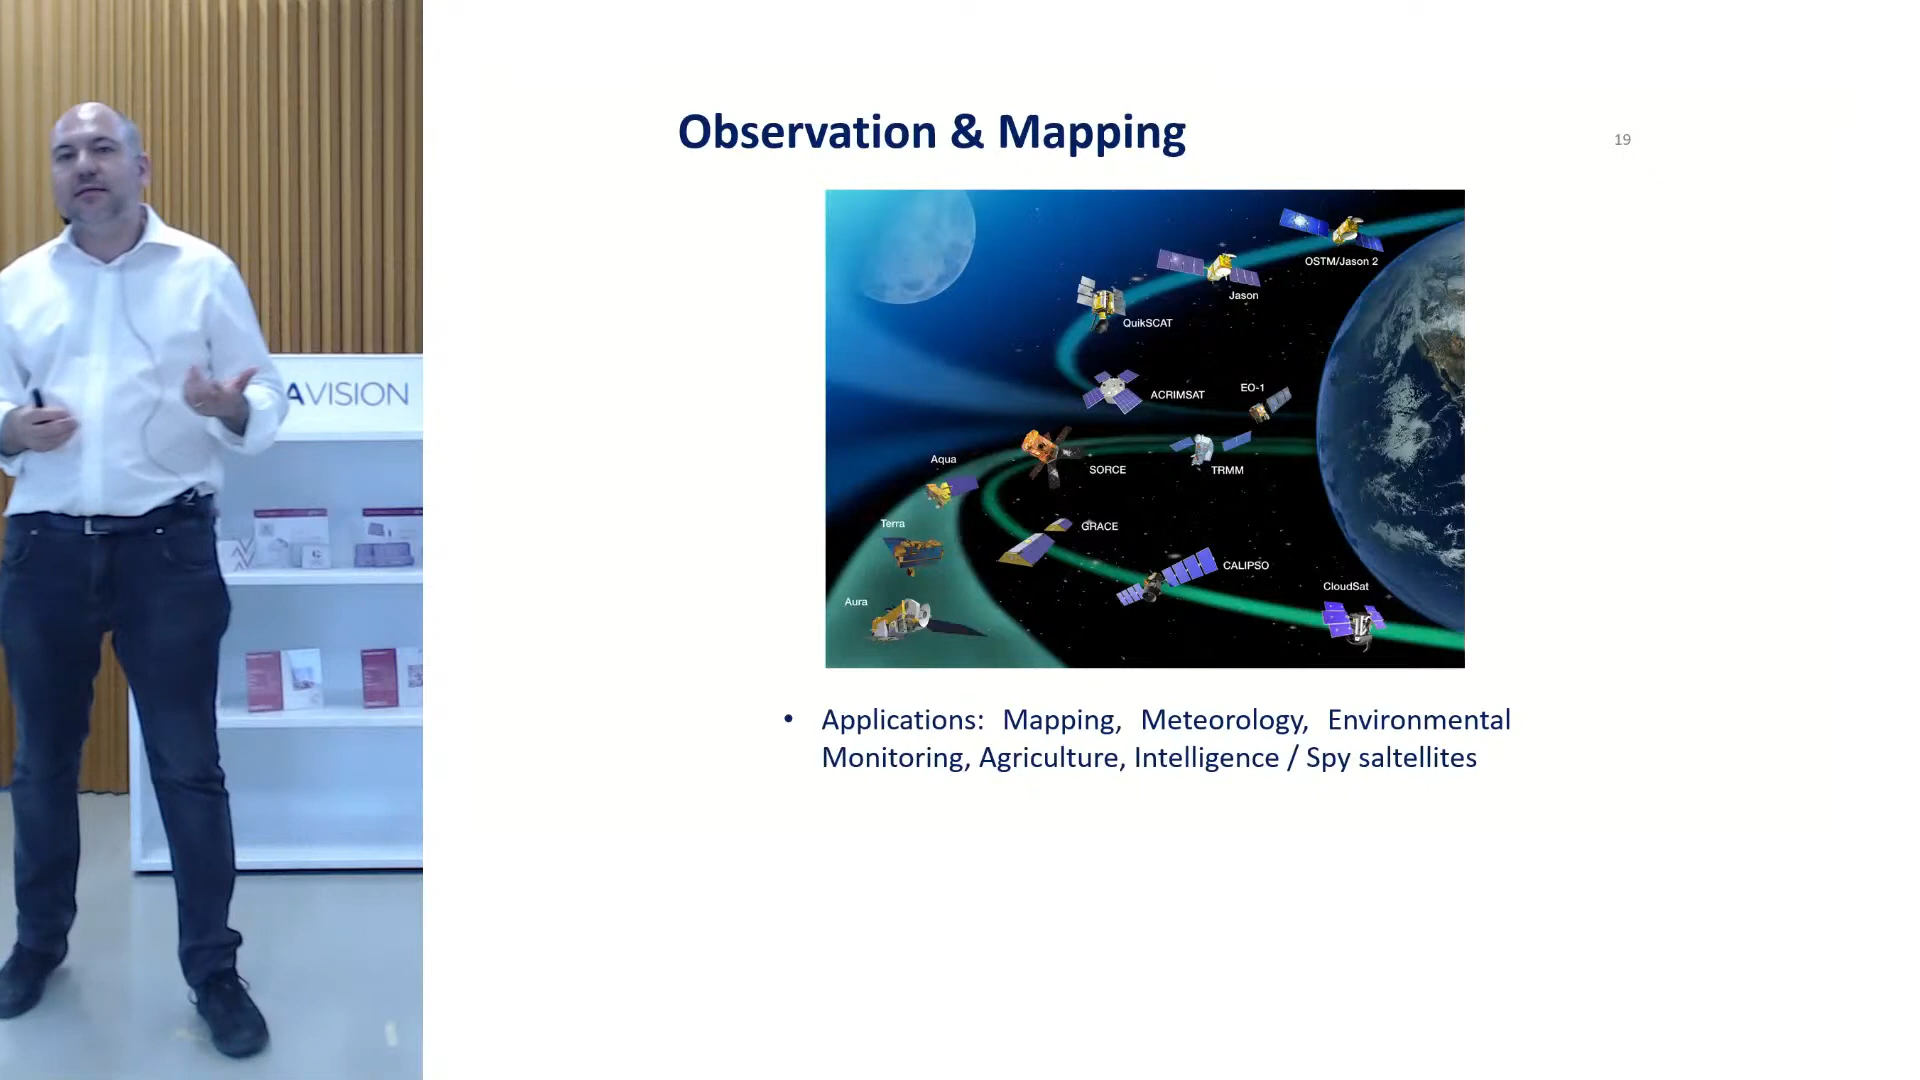 AVISION
Observation & Mapping
19
OSTM/Jason 2
Jason
QuikSCAT
EO-1
ACRIMSAT
Aqua
SORCE
TRMM
Terra
GRACE
CALIPSO
CloudSat
Aura
• Applications: Mapping, Meteorology, Environmental
Monitoring, Agriculture, Intelligence / Spy saltellites